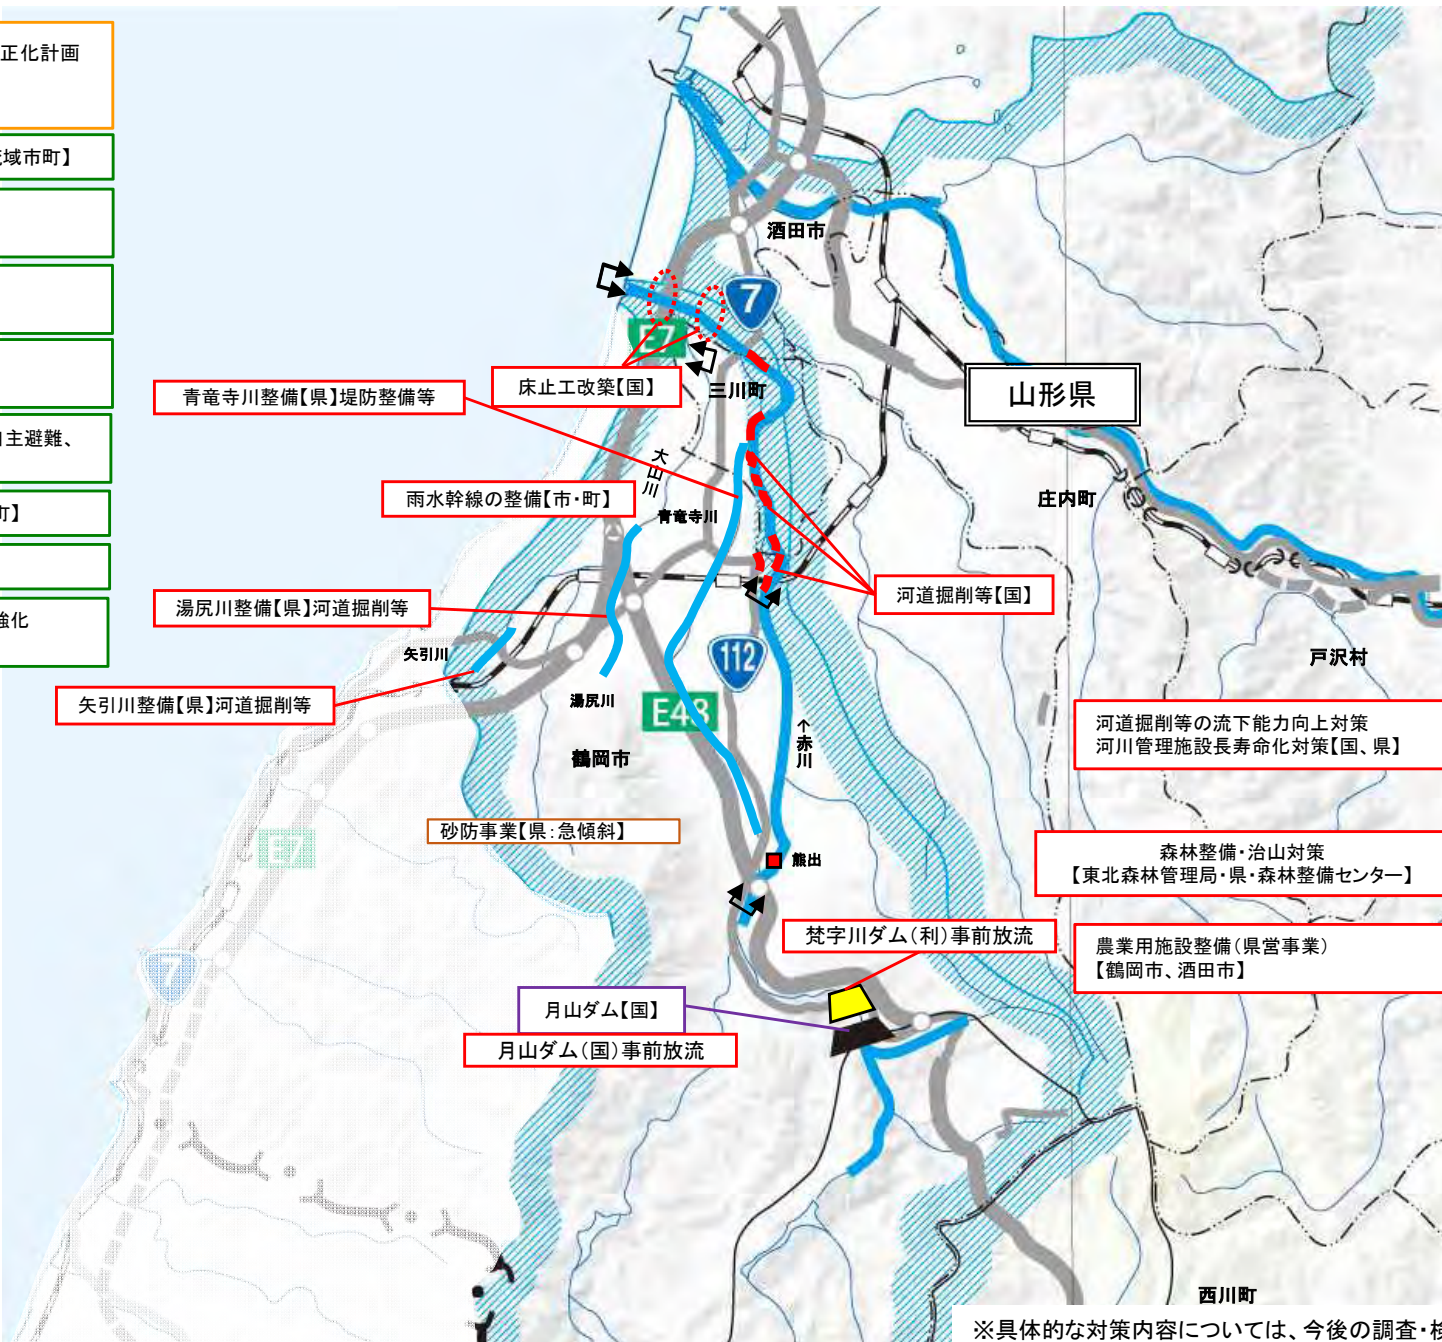 正化計画
域市町】
主避難、
町】
強化
酒田市
7
E7
三川町
床止工改築【国】
青竜寺川整備【県】堤防整備等
山形県
大山川
雨水幹線の整備【市・町】
青竜寺川
庄内町
河道掘削等【国】
湯尻川整備【県】河道掘削等
矢引川
112
戸沢村
矢引川整備【県】河道掘削等
湯尻川
E48
←赤川
鶴岡市
河道掘削等の流下能力向上対策
河川管理施設長寿命化対策【国、県】
砂防事業【県:急傾斜】
E7
熊出
森林整備・治山対策
【東北森林管理局・県・森林整備センター】
梵字川ダム(利)事前放流
農業用施設整備(県営事業)
【鶴岡市、酒田市】
7
月山ダム【国】
月山ダム(国)事前放流
西川町
※具体的な対策内容については、今後の調査・